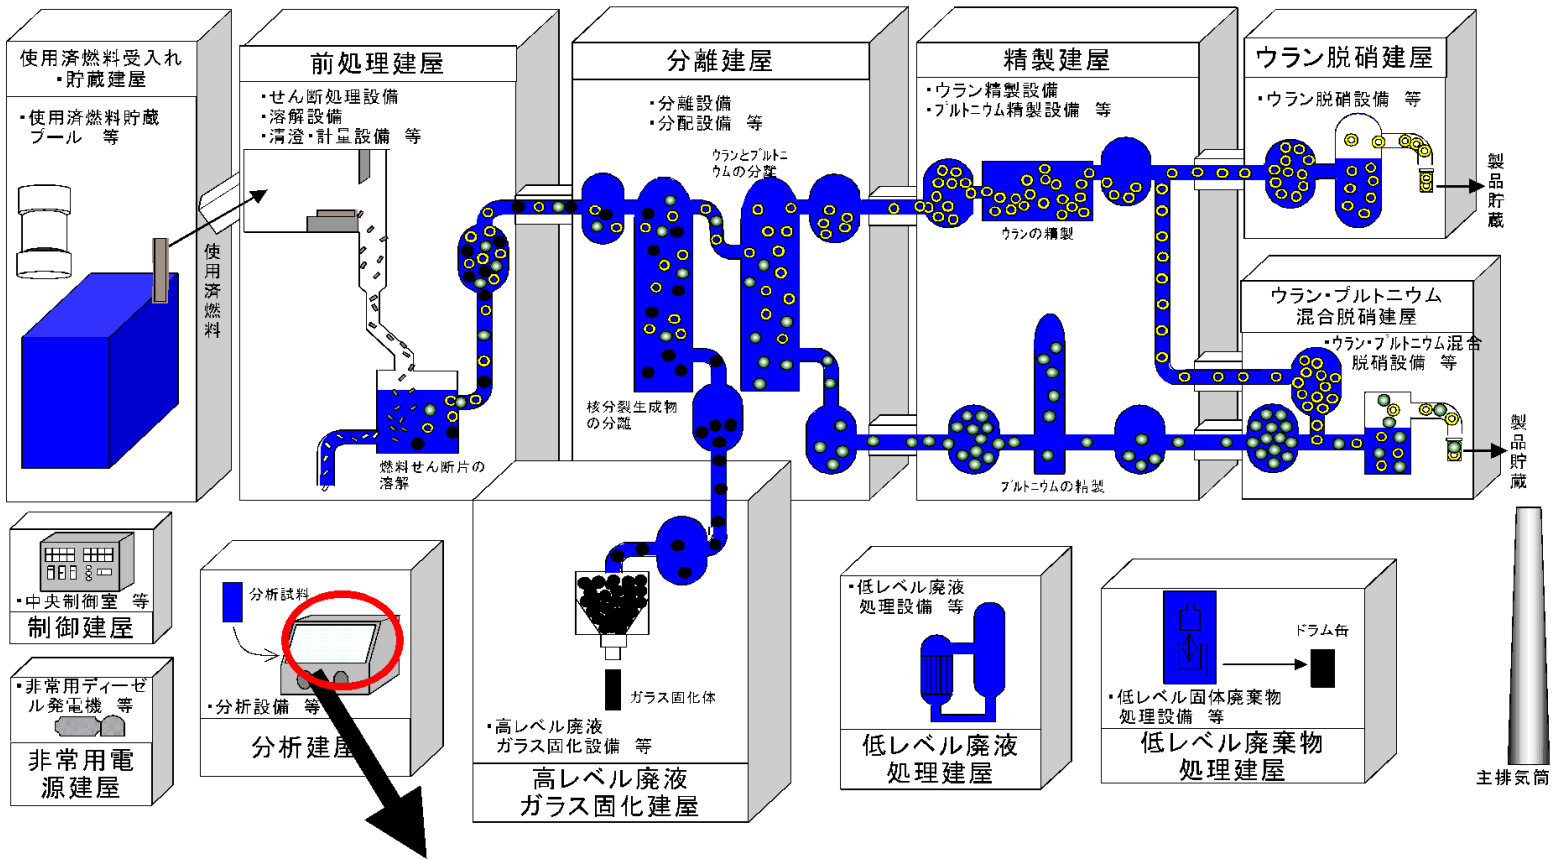 使用済燃料受入れ
・貯蔵建屋
・使用済燃料貯蔵
プール 等
使用済燃料
前処理建屋
・せん断処理設備
・溶解設備
・清澄・計量設備 等
燃料せん断片の
溶解
分離建屋
・分離設備
・分配設備 等
ウランとプルトニ
ウムの分離
核分裂生成物
の分離
精製建屋
・ウラン精製設備
・プルトニウム精製設備 等
ウランの精製
プルトニウムの精製
ウラン脱硝建屋
・ウラン脱硝設備 等
製品貯蔵
ウラン・プルトニウム
混合脱硝建屋
・ウラン・プルトニウム混合
脱硝設備 等
製品貯蔵
・中央制御室 等
制御建屋
・非常用ディーゼ
ル発電機 等
非常用電
源建屋
分析試料
・分析設備 等
分析建屋
ガラス固化体
・高レベル廃液
ガラス固化設備 等
高レベル廃液
ガラス固化建屋
・低レベル廃液
処理設備 等
低レベル廃液
処理建屋
ドラム缶
・低レベル固体廃棄物
処理設備 等
低レベル廃棄物
処理建屋
主排気筒